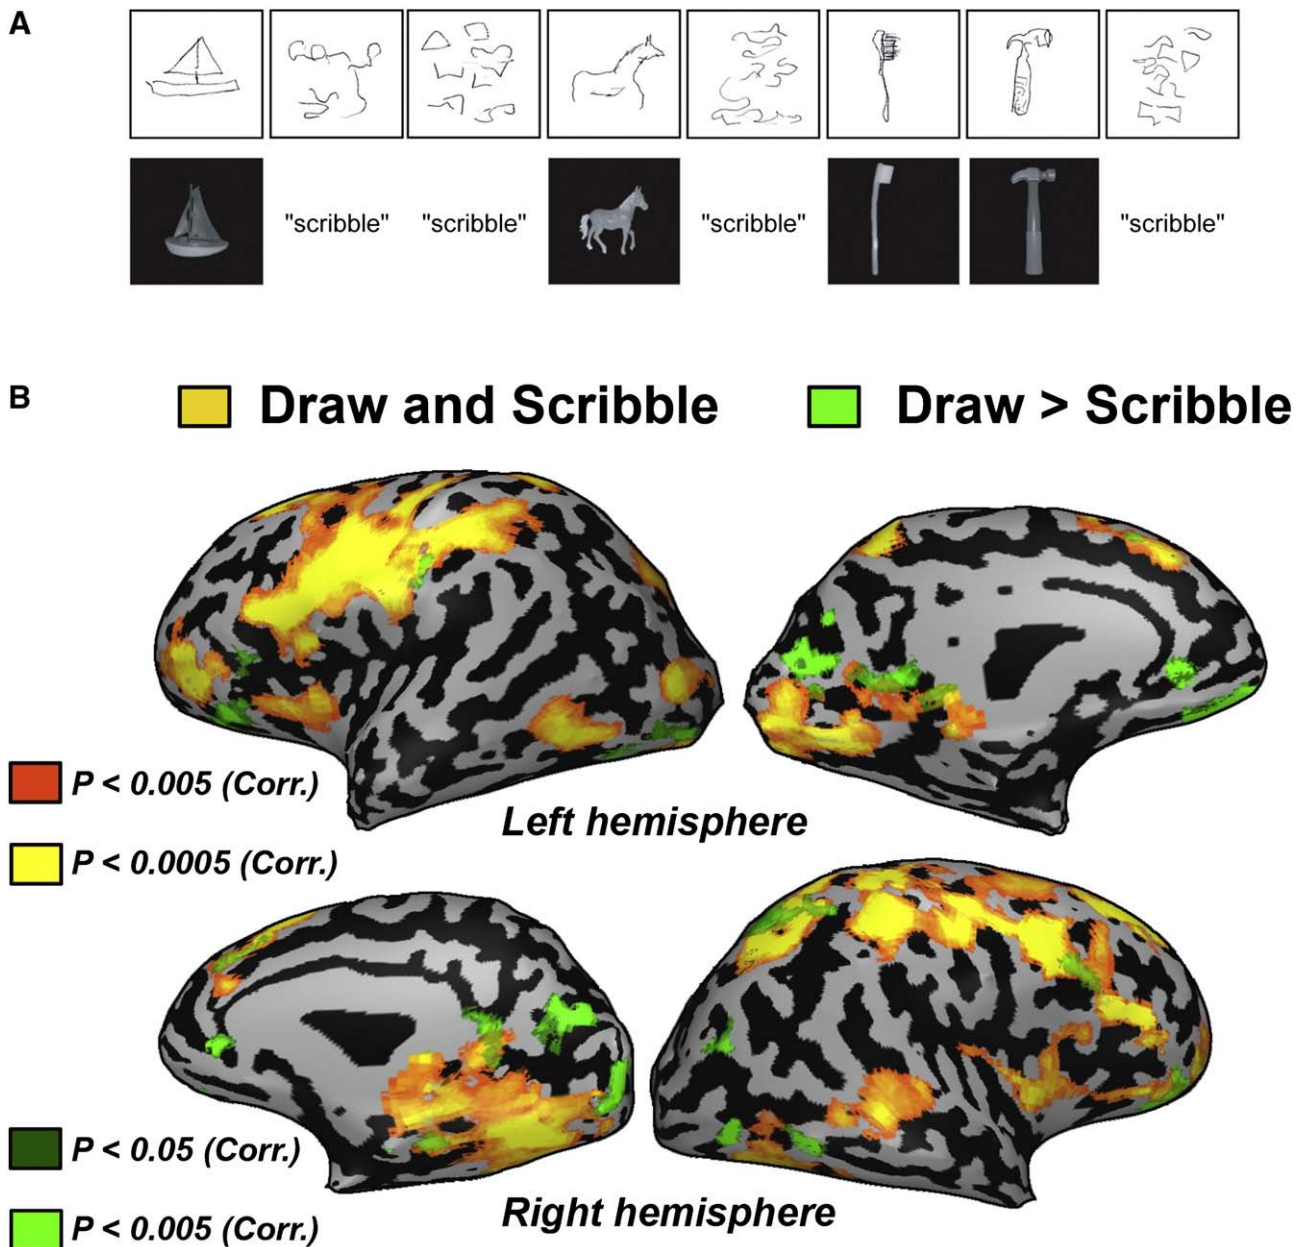 A
"scribble" "scribble" "scribble" "scribble"
B
Draw and Scribble Draw > Scribble
P < 0.005 (Corr.)
Left hemisphere
P < 0.0005 (Corr.)
P < 0.05 (Corr.)
Right hemisphere
P < 0.005 (Corr.)